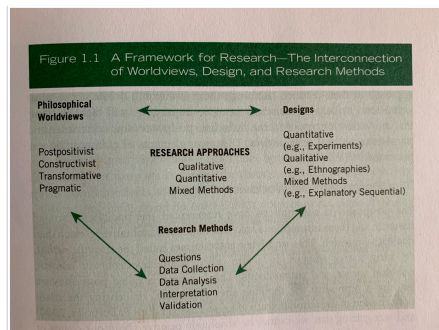 Figure 1.1 A Framework for Research—The Interconnection
of Worldviews, Design, and Research Methods
Philosophical
Worldviews
Postpositivist
Constructivist
Transformative
Pragmatic
RESEARCH APPROACHES
Qualitative
Quantitative
Mixed Methods
Designs
Quantitative
(e.g., Experiments)
Qualitative
(e.g., Ethnographies)
Mixed Methods
(e.g., Explanatory Sequential)
Research Methods
Questions
Data Collection
Data Analysis
Interpretation
Validation